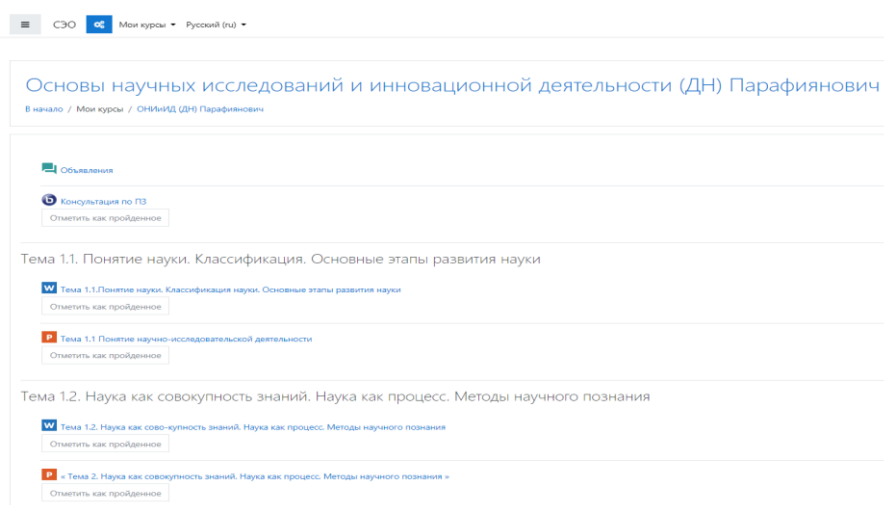 СЭО Мои курсы Русский (ru)
Основы научных исследований и инновационной деятельности (ДН) Парафиянович
В начало / Мои курсы / ОНИиИД (ДН) Парафиянович
Объявления
Консультация по ПЗ
Отметить как пройденное
Тема 1.1. Понятие науки. Классификация. Основные этапы развития науки
Тема 1.1.Понятие науки. Классификация науки. Основные этапы развития науки
Отметить как пройденное
Тема 1.1 Понятие научно-исследовательской деятельности
Отметить как пройденное
Тема 1.2. Наука как совокупность знаний. Наука как процесс. Методы научного познания
Тема 1.2. Наука как сово-купность знаний. Наука как процесс. Методы научного познания
Отметить как пройденное
« Тема 2. Наука как совокупность знаний. Наука как процесс. Методы научного познания »
Отметить как пройденное